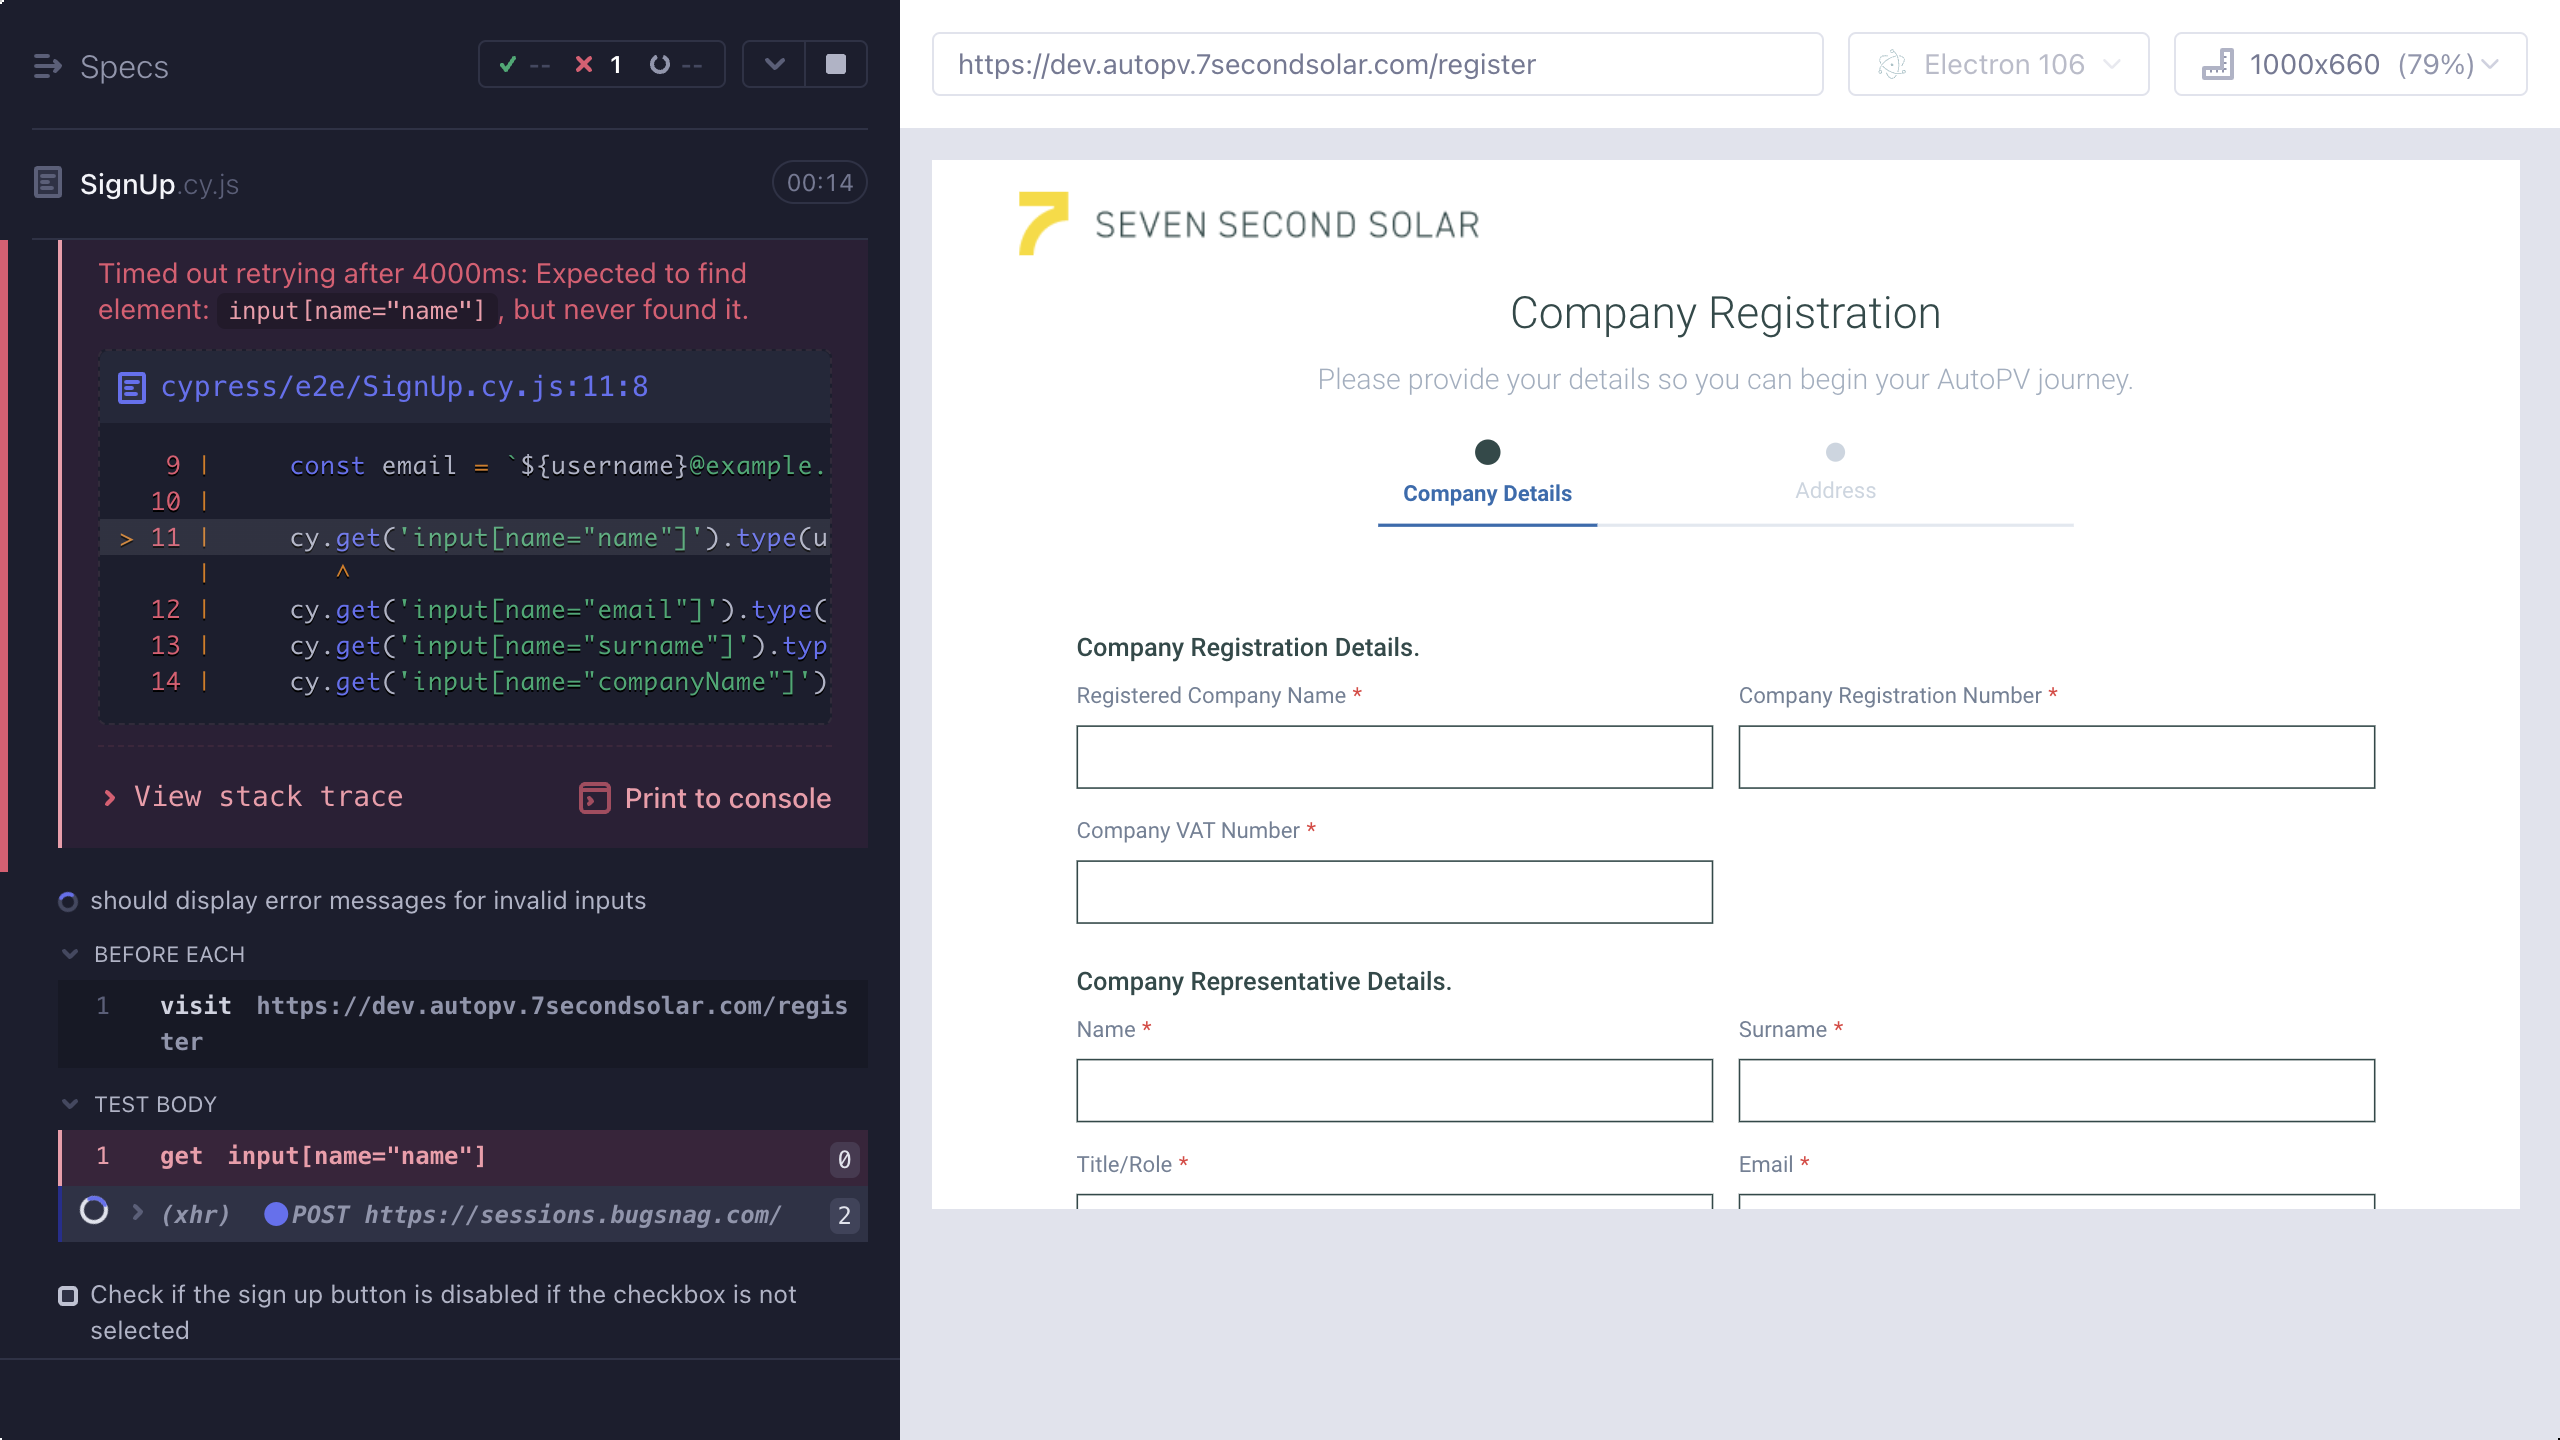 Specs
-- 1 --
SignUp.cy.js
00:14
Timed out retrying after 4000ms: Expected to find
element: input[name="name"] , but never found it.
cypress/e2e/SignUp.cy.js:11:8
9 | const email = `${username}@example.
10 |
> 11 | cy.get('input[name="name"]').type(u
| ^
12 | cy.get('input[name="email"]').type(
13 | cy.get('input[name="surname"]').typ
14 | cy.get('input[name="companyName"]')
View stack trace
Print to console
should display error messages for invalid inputs
BEFORE EACH
1 visit https://dev.autopv.7secondsolar.com/regis
ter
TEST BODY
1 get input[name="name"] 0
(xhr) POST https://sessions.bugsnag.com/ 2
Check if the sign up button is disabled if the checkbox is not
selected
https://dev.autopv.7secondsolar.com/register
Electron 106
1000x660 (79%)
7 SEVEN SECOND SOLAR
Company Registration
Please provide your details so you can begin your AutoPV journey.
Company Details
Address
Company Registration Details.
Registered Company Name *
Company Registration Number *
Company VAT Number *
Company Representative Details.
Name *
Surname *
Title/Role *
Email *